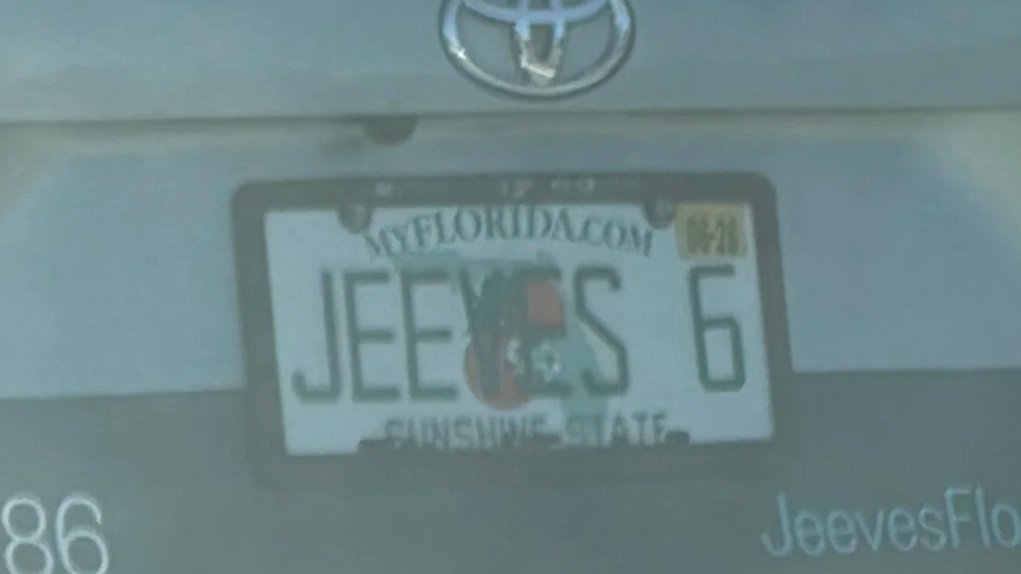 MYFLORIDA.COM
06-26
JEEVES 6
SUNSHINE STATE
86
JeevesFlo